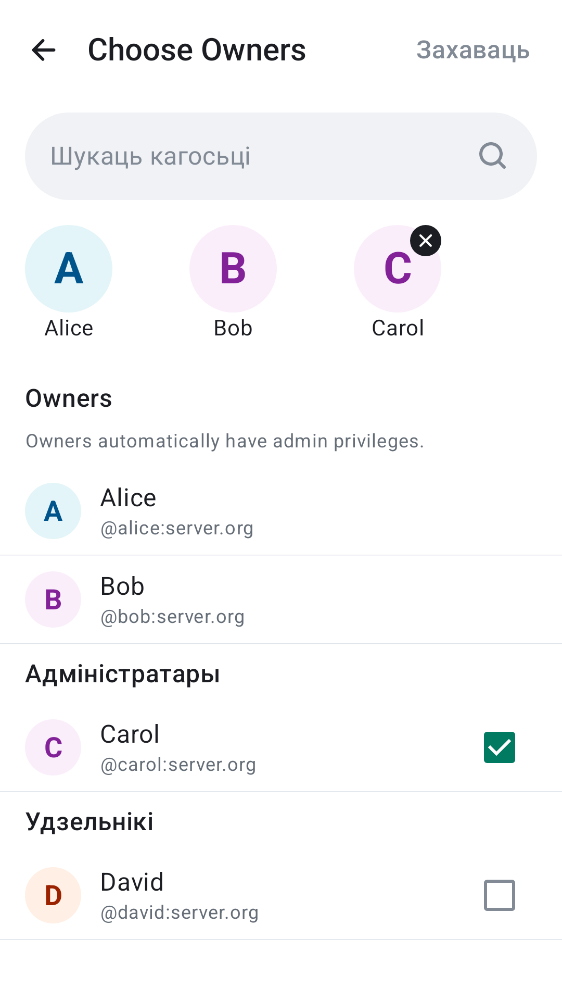 Choose Owners
Захаваць
Шукаць кагосьці
A
B
C
Alice
Bob
Carol
Owners
Owners automatically have admin privileges.
A
Alice
@alice:server.org
B
Bob
@bob:server.org
Адміністратары
C
Carol
@carol:server.org
Удзельнікі
D
David
@david:server.org